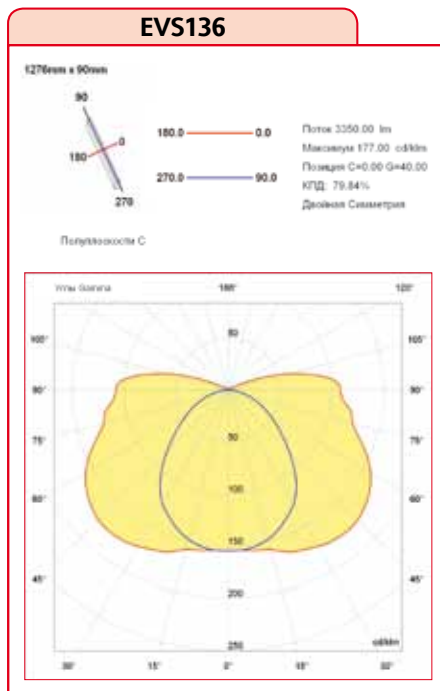 EVS136
1276mm x 90mm
90
0
180
270
180.0 0.0
270.0 90.0
Поток 3350.00 lm
Максимум 177.00 cd/klm
Позиция C=0.00 G=40.00
КПД: 79.84%
Двойная Симметрия
Полуплоскости C
Углы Gamma 180° 120°
50
105° 105°
90° 90°
50
75° 75°
100
60° 60°
150
45° 45°
200
cd/klm
250
30° 15° 0° 15° 30°